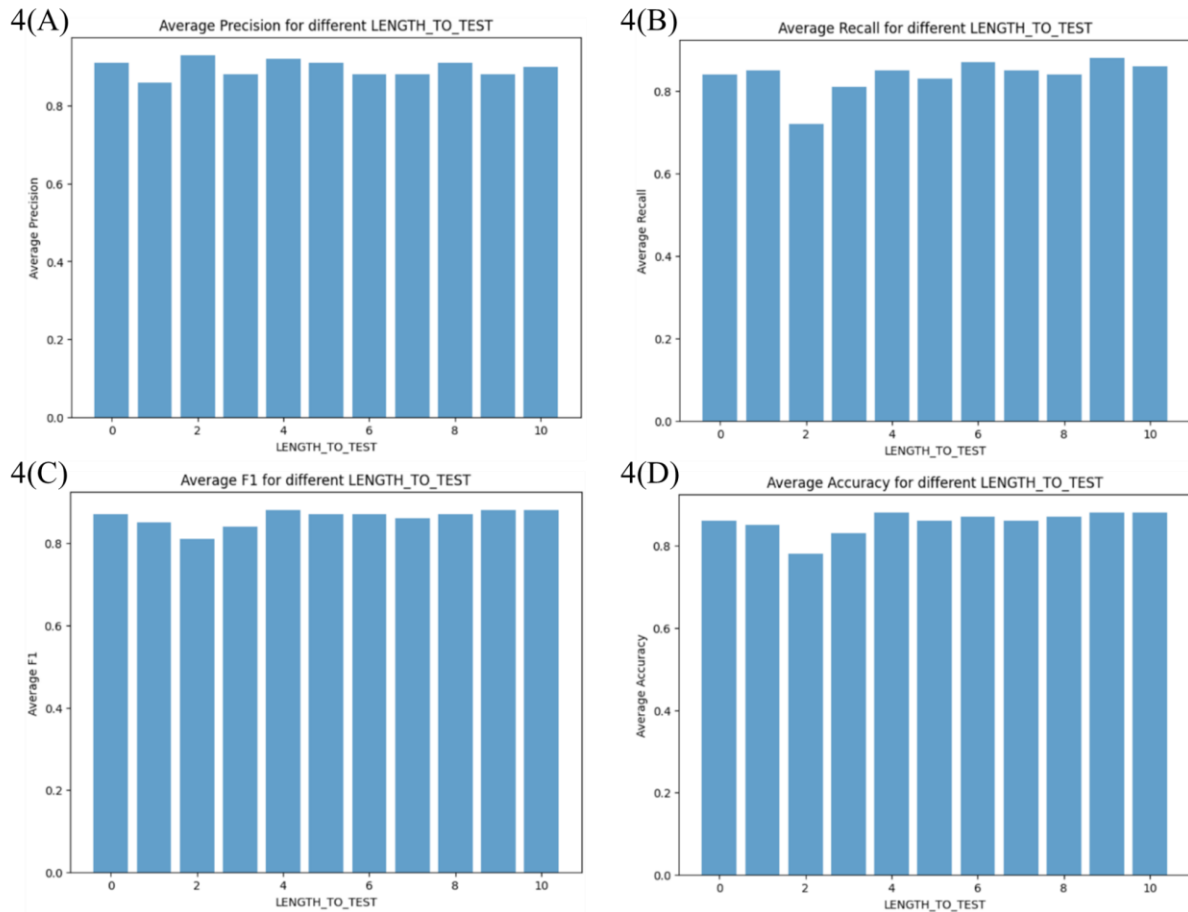 4(A)
Average Precision for different LENGTH_TO_TEST
Average Precision
0.8
0.6
0.4
0.2
0.0
0 2 4 6 8 10
LENGTH_TO_TEST
4(B)
Average Recall for different LENGTH_TO_TEST
Average Recall
0.8
0.6
0.4
0.2
0.0
0 2 4 6 8 10
LENGTH_TO_TEST
4(C)
Average F1 for different LENGTH_TO_TEST
Average F1
0.8
0.6
0.4
0.2
0.0
0 2 4 6 8 10
LENGTH_TO_TEST
4(D)
Average Accuracy for different LENGTH_TO_TEST
Average Accuracy
0.8
0.6
0.4
0.2
0.0
0 2 4 6 8 10
LENGTH_TO_TEST